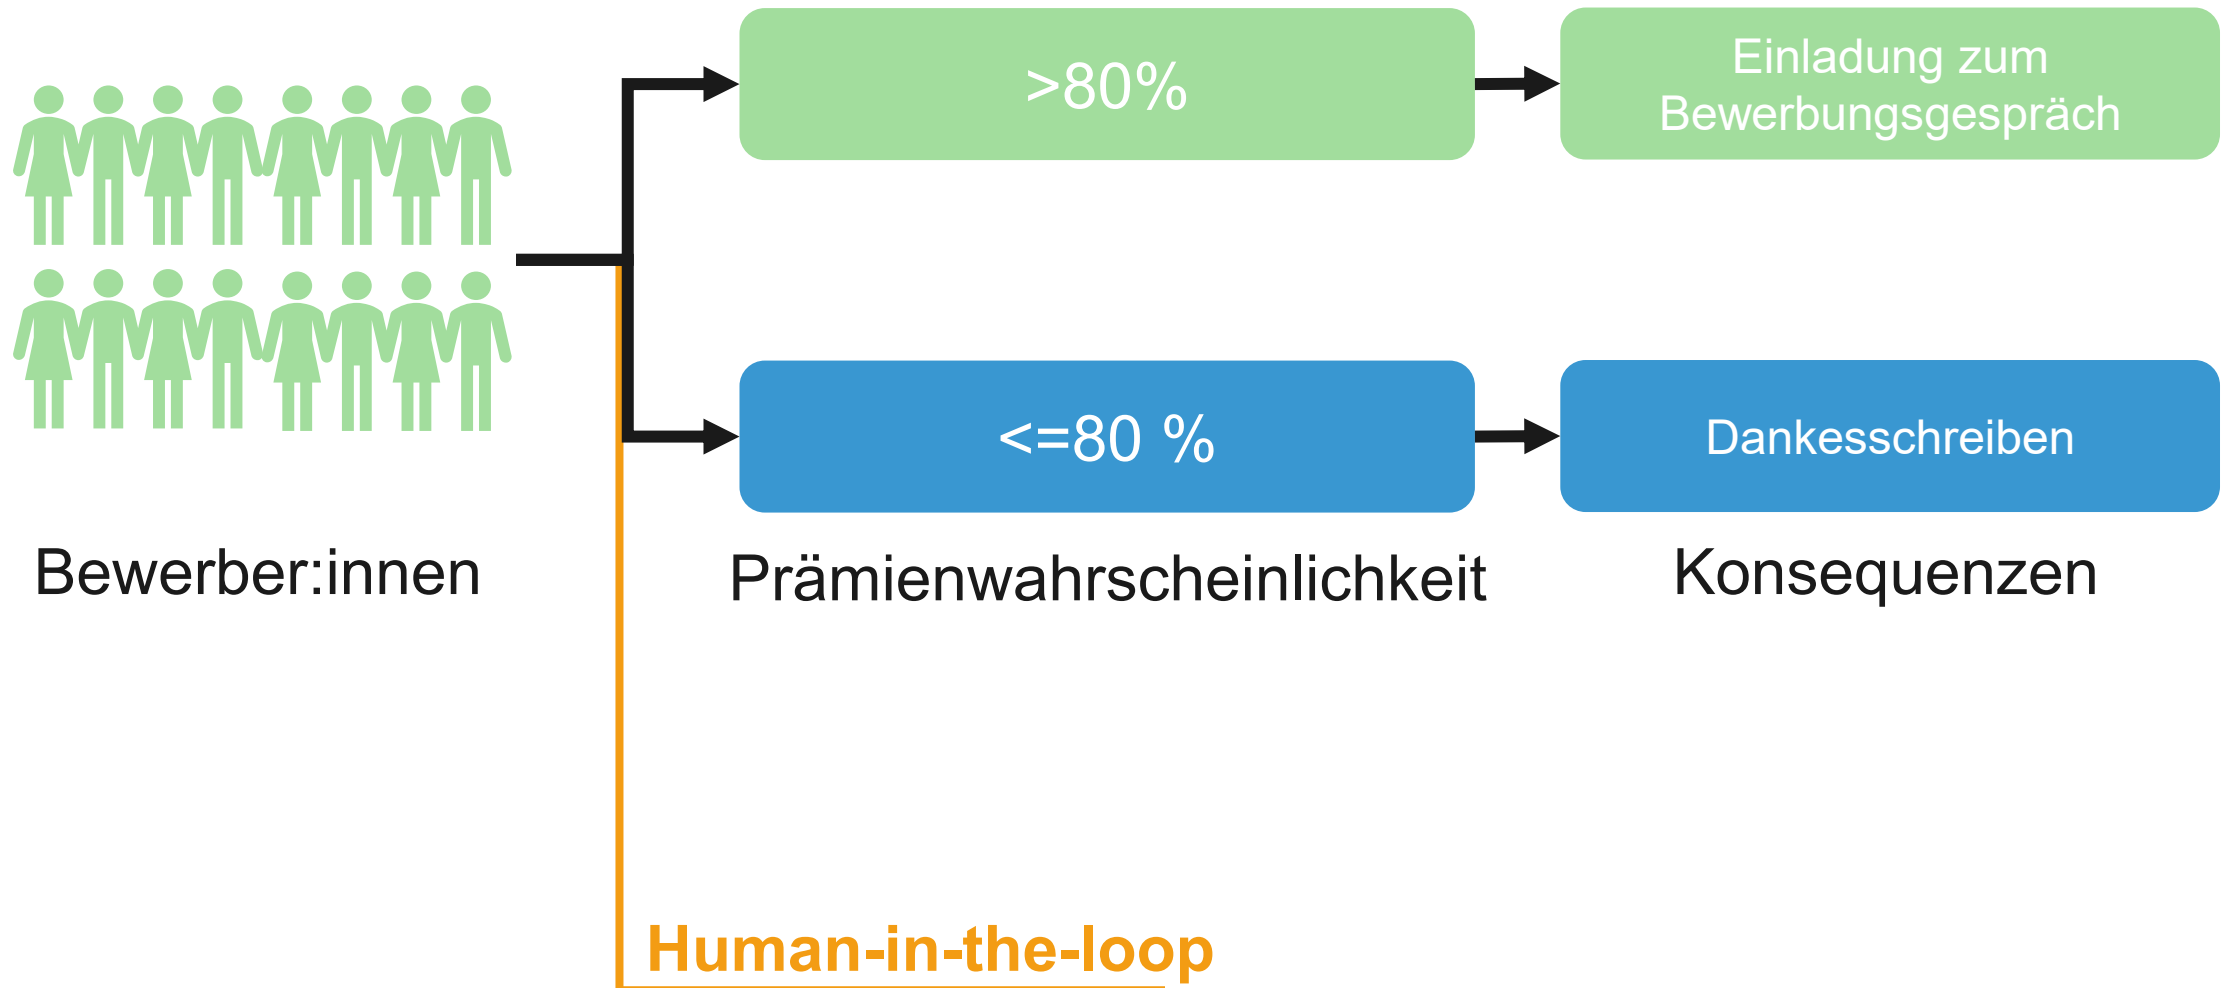 >80%
Einladung zum
Bewerbungsgespräch
<=80 %
Dankesschreiben
Bewerber:innen
Prämienwahrscheinlichkeit
Konsequenzen
Human-in-the-loop